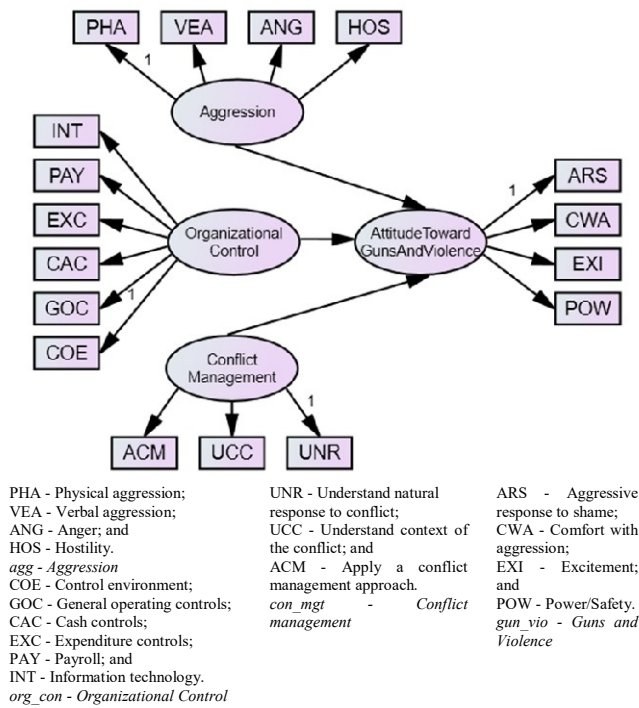 PHA VEA ANG HOS
1
Aggression
INT
PAY
EXC
CAC
GOC
COE
1
Organizational
Control
AttitudeToward
GunsAndViolence
1
ARS
CWA
EXI
POW
Conflict
Management
1
ACM UCC UNR
PHA - Physical aggression;
VEA - Verbal aggression;
ANG - Anger; and
HOS - Hostility.
agg - Aggression
COE - Control environment;
GOC - General operating controls;
CAC - Cash controls;
EXC - Expenditure controls;
PAY - Payroll; and
INT - Information technology.
org_con - Organizational Control
UNR - Understand natural
response to conflict;
UCC - Understand context of
the conflict; and
ACM - Apply a conflict
management approach.
con_mgt - Conflict
management
ARS - Aggressive
response to shame;
CWA - Comfort with
aggression;
EXI - Excitement;
and
POW - Power/Safety.
gun_vio - Guns and
Violence